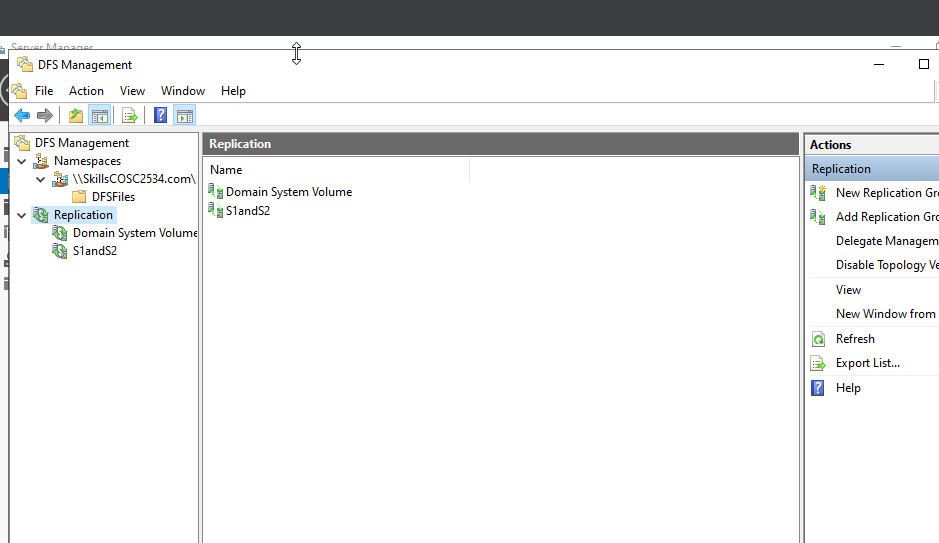 Server Manager
DFS Management
File Action View Window Help
DFS Management
Namespaces
\\SkillsCOSC2534.com\
DFSFiles
Replication
Domain System Volume
S1andS2
Replication
Name
Domain System Volume
S1andS2
Actions
Replication
New Replication Gro
Add Replication Gro
Delegate Managem
Disable Topology Ve
View
New Window from
Refresh
Export List...
Help